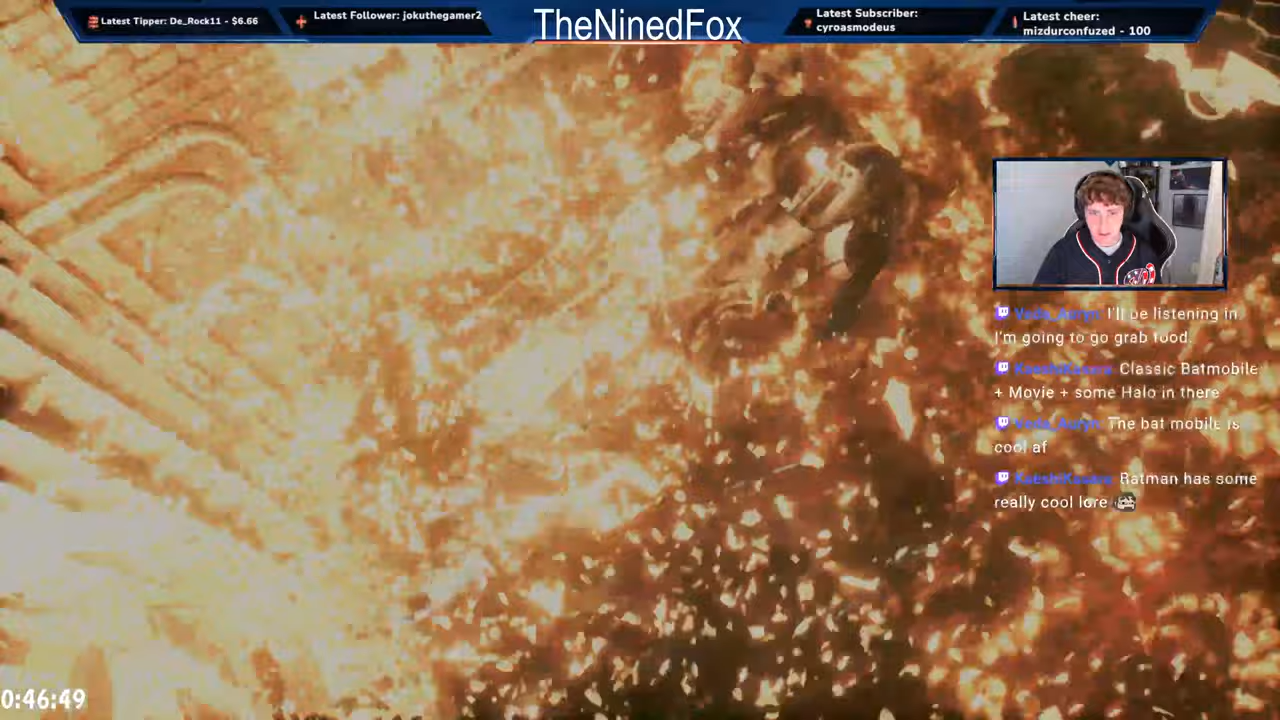 Latest Tipper: De_Rock11 - $6.66
Latest Follower: jokuthegamer2
TheNinedFox
Latest Subscriber:
cyroasmodeus
Latest cheer:
mizdurconfuzed - 100
I'll be listening in.
I'm going to go grab food.
Classic Batmobile
+ Movie + some Halo in there
The bat mobile is
cool af
Batman has some
really cool lore
0:46:49